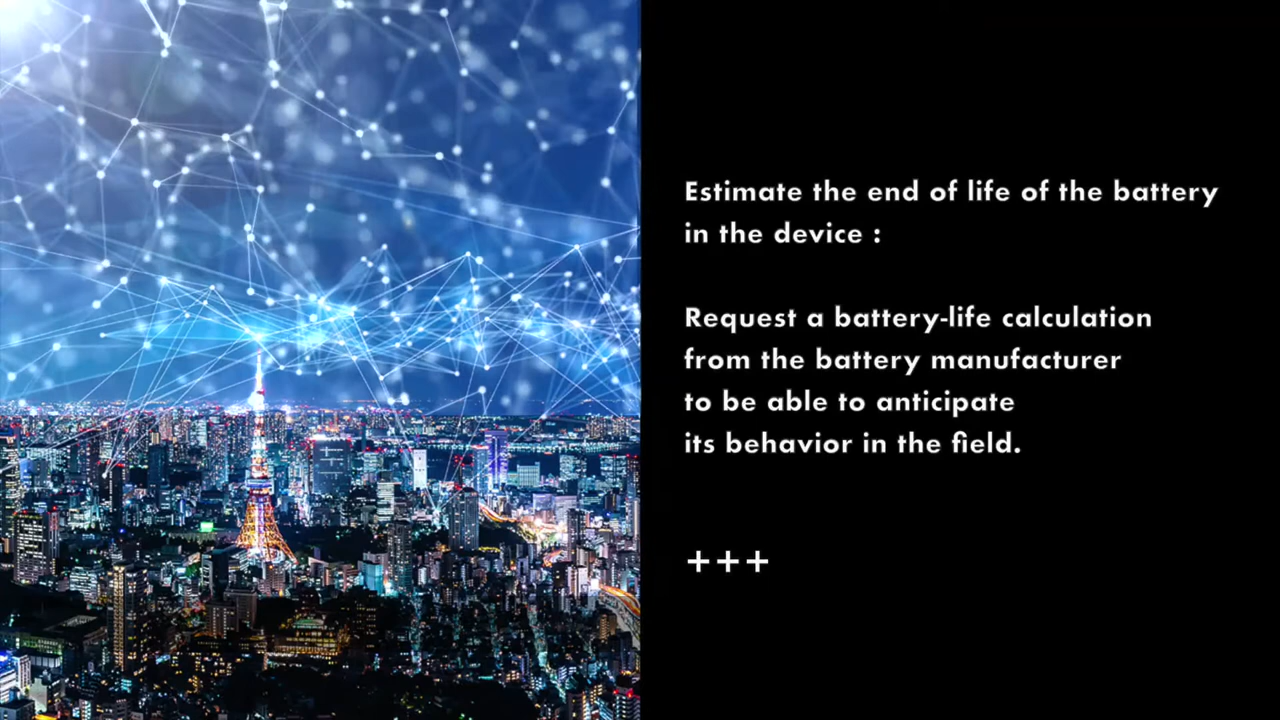 Estimate the end of life of the battery
in the device :
Request a battery-life calculation
from the battery manufacturer
to be able to anticipate
its behavior in the field.
+++